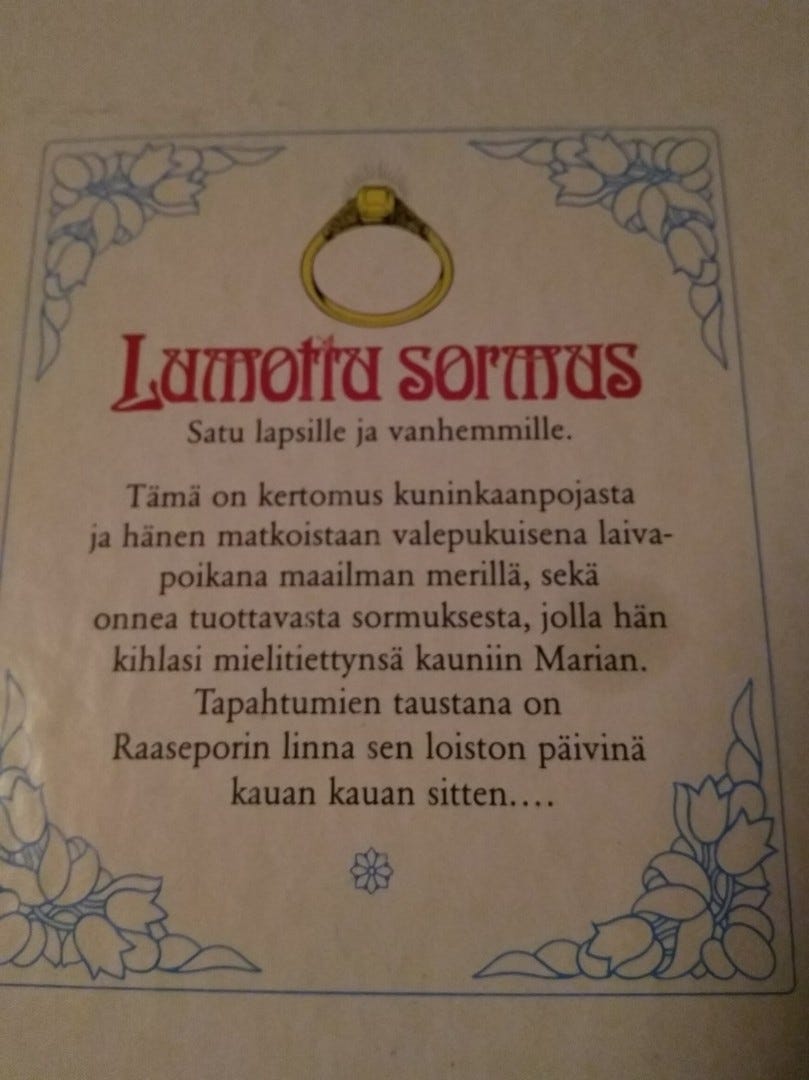 Lumottu sormus
Satu lapsille ja vanhemmille.
Tämä on kertomus kuninkaanpojasta
ja hänen matkoistaan valepukuisena laiva-
poikana maailman merillä, sekä
onnea tuottavasta sormuksesta, jolla hän
kihlasi mielitiettynsä kauniin Marian.
Tapahtumien taustana on
Raaseporin linna sen loiston päivinä
kauan kauan sitten....